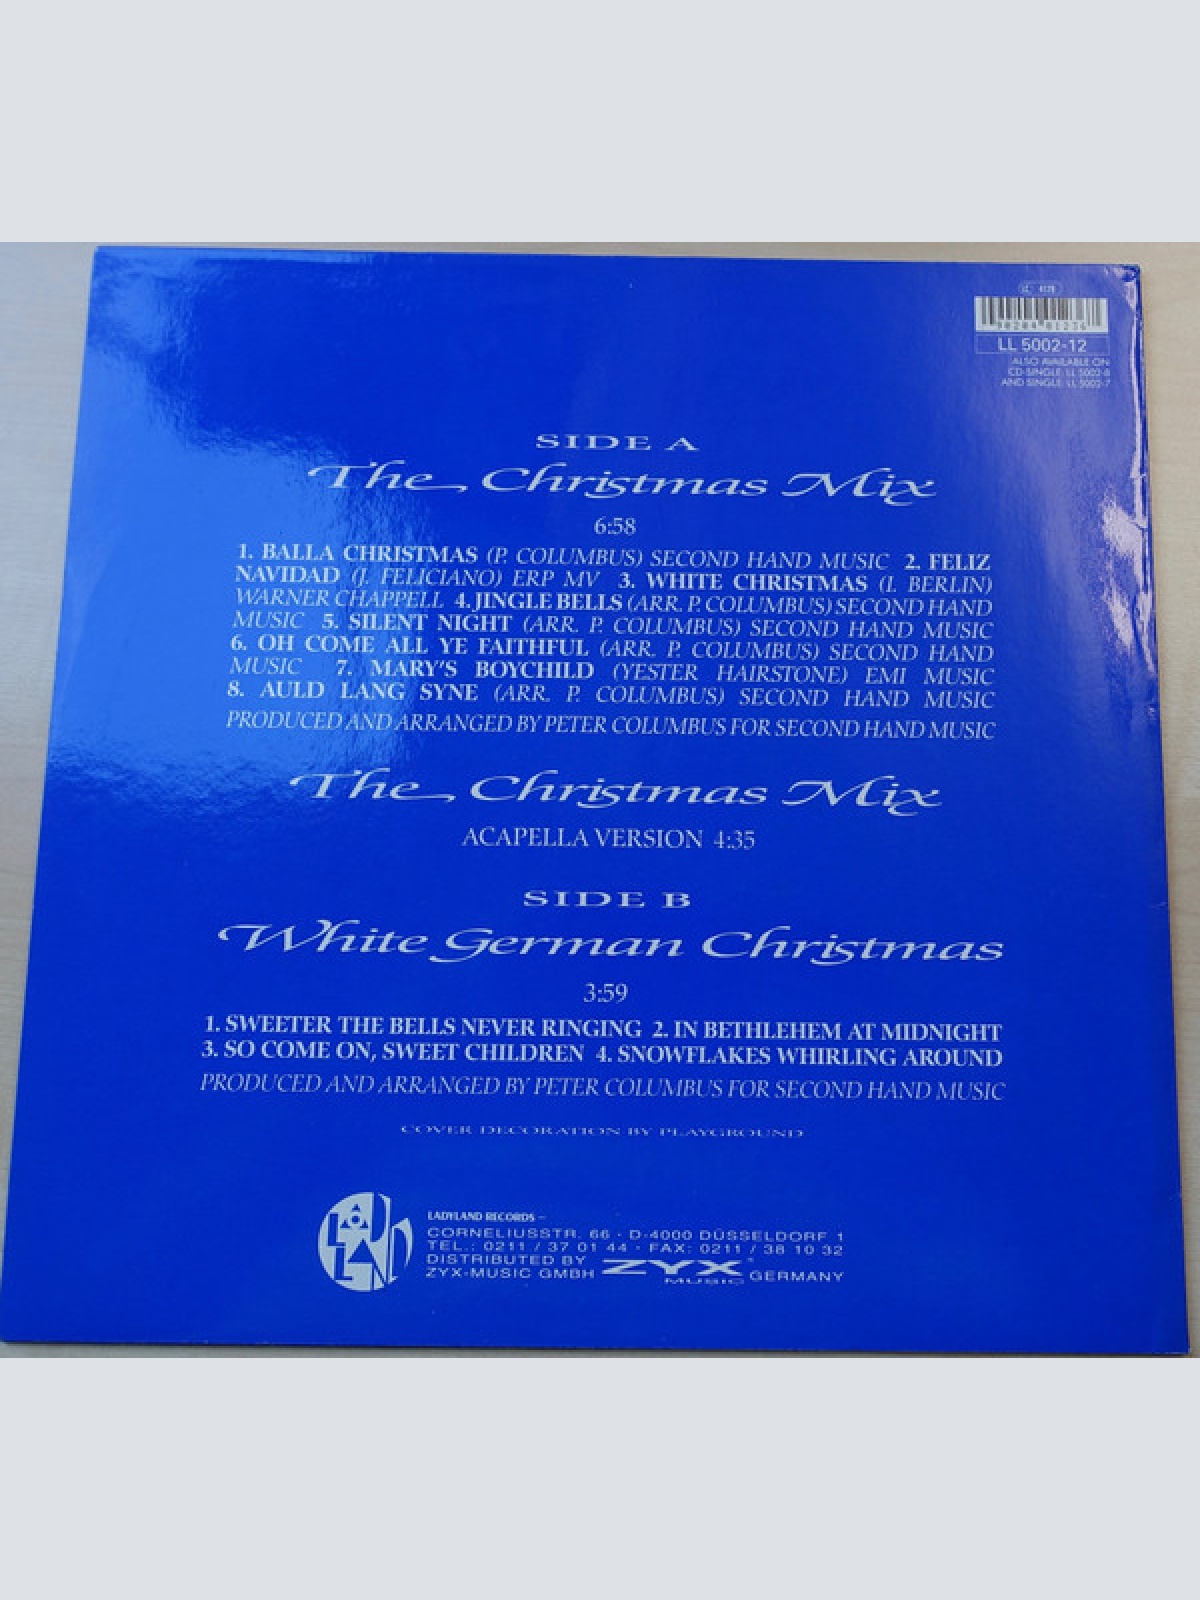 LL 5002-12
ALSO AVAILABLE ON
CD-SINGLE: LL 5002-8
AND SINGLE: LL 5002-7
SIDE A
The Christmas Mix
6:58
1. BALLA CHRISTMAS (P. COLUMBUS) SECOND HAND MUSIC 2. FELIZ
NAVIDAD (J. FELICIANO) ERP MV 3. WHITE CHRISTMAS (I. BERLIN)
WARNER CHAPPELL 4. JINGLE BELLS (ARR. P. COLUMBUS) SECOND HAND
MUSIC 5. SILENT NIGHT (ARR. P. COLUMBUS) SECOND HAND MUSIC
6. OH COME ALL YE FAITHFUL (ARR. P. COLUMBUS) SECOND HAND
MUSIC 7. MARY'S BOYCHILD (YESTER HAIRSTONE) EMI MUSIC
8. AULD LANG SYNE (ARR. P. COLUMBUS) SECOND HAND MUSIC
PRODUCED AND ARRANGED BY PETER COLUMBUS FOR SECOND HAND MUSIC
The Christmas Mix
ACAPELLA VERSION 4:35
SIDE B
White German Christmas
3:59
1. SWEETER THE BELLS NEVER RINGING 2. IN BETHLEHEM AT MIDNIGHT
3. SO COME ON, SWEET CHILDREN 4. SNOWFLAKES WHIRLING AROUND
PRODUCED AND ARRANGED BY PETER COLUMBUS FOR SECOND HAND MUSIC
COVER DECORATION BY PLAYGROUND
LADYLAND RECORDS –
CORNELIUSSTR. 66 · D-4000 DÜSSELDORF 1
TEL.: 0211 / 37 01 44 · FAX: 0211 / 38 10 32
DISTRIBUTED BY
ZYX-MUSIC GMBH ZYX MUSIC GERMANY